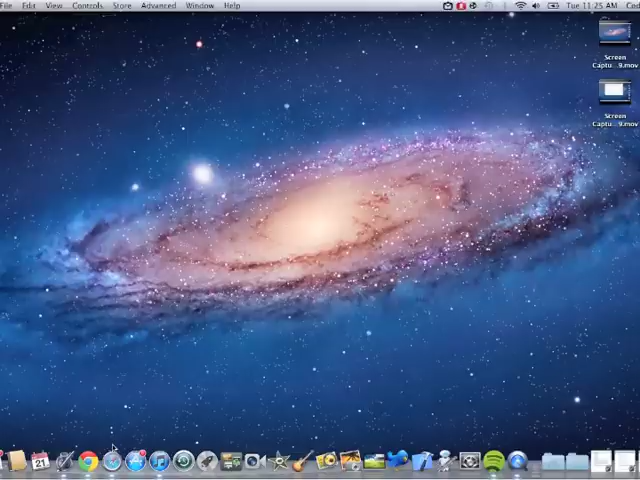 File Edit View Controls Store Advanced Window Help Tue 11:25 AM Cod
Screen
Captu...9.mov
Screen
Captu...9.mov
21